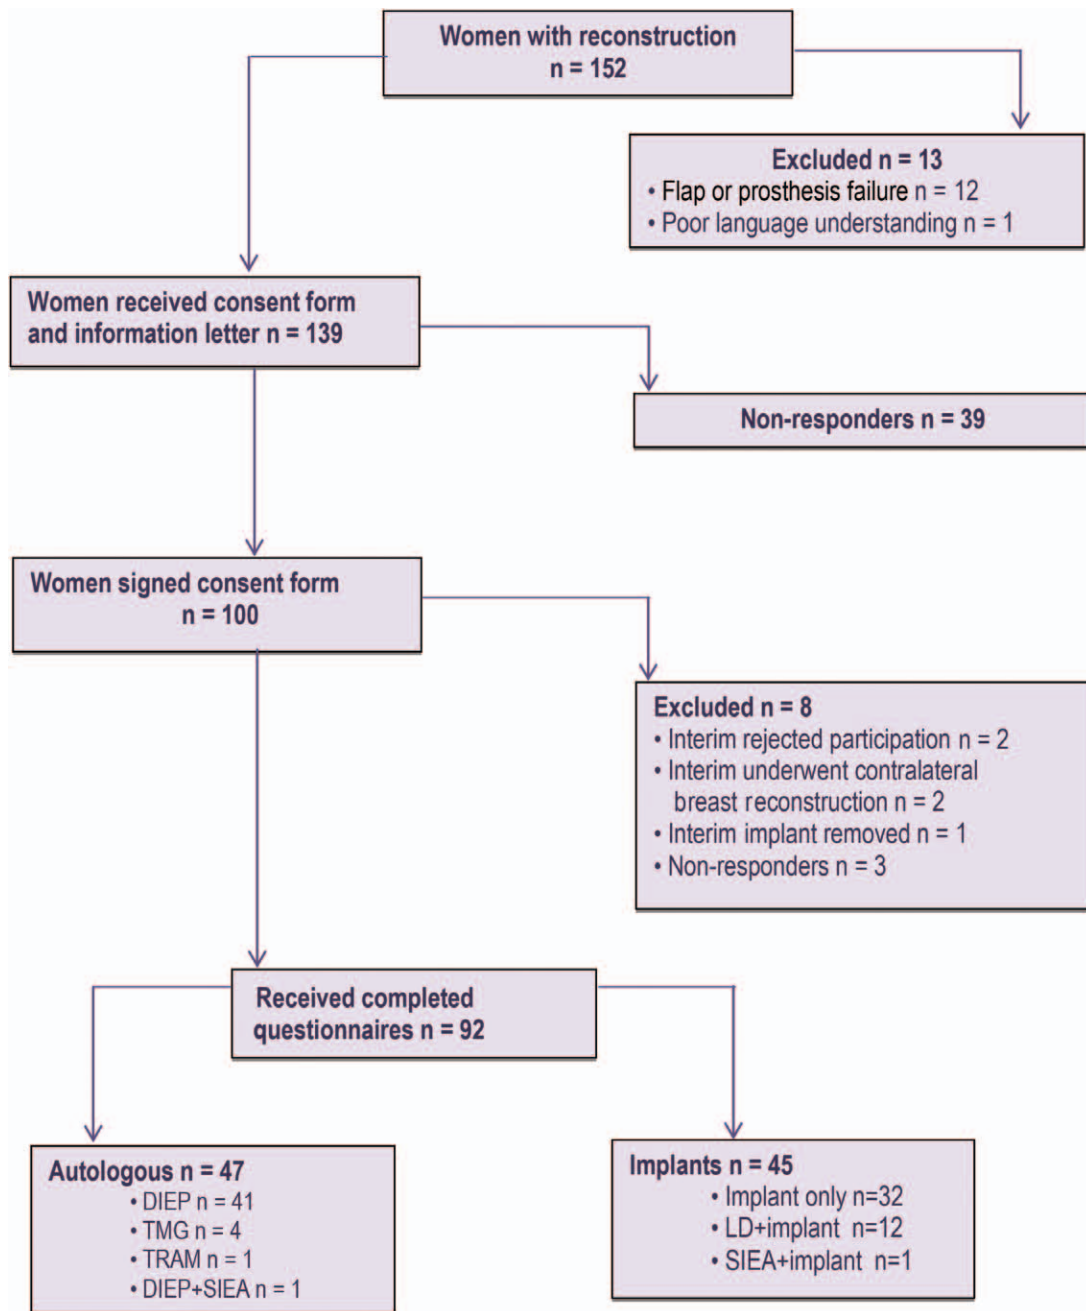 Women with reconstruction
n = 152
Excluded n = 13
• Flap or prosthesis failure n = 12
• Poor language understanding n = 1
Women received consent form
and information letter n = 139
Non-responders n = 39
Women signed consent form
n = 100
Excluded n = 8
• Interim rejected participation n = 2
• Interim underwent contralateral
breast reconstruction n = 2
• Interim implant removed n = 1
• Non-responders n = 3
Received completed
questionnaires n = 92
Autologous n = 47
• DIEP n = 41
• TMG n = 4
• TRAM n = 1
• DIEP+SIEA n = 1
Implants n = 45
• Implant only n=32
• LD+implant n=12
• SIEA+implant n=1